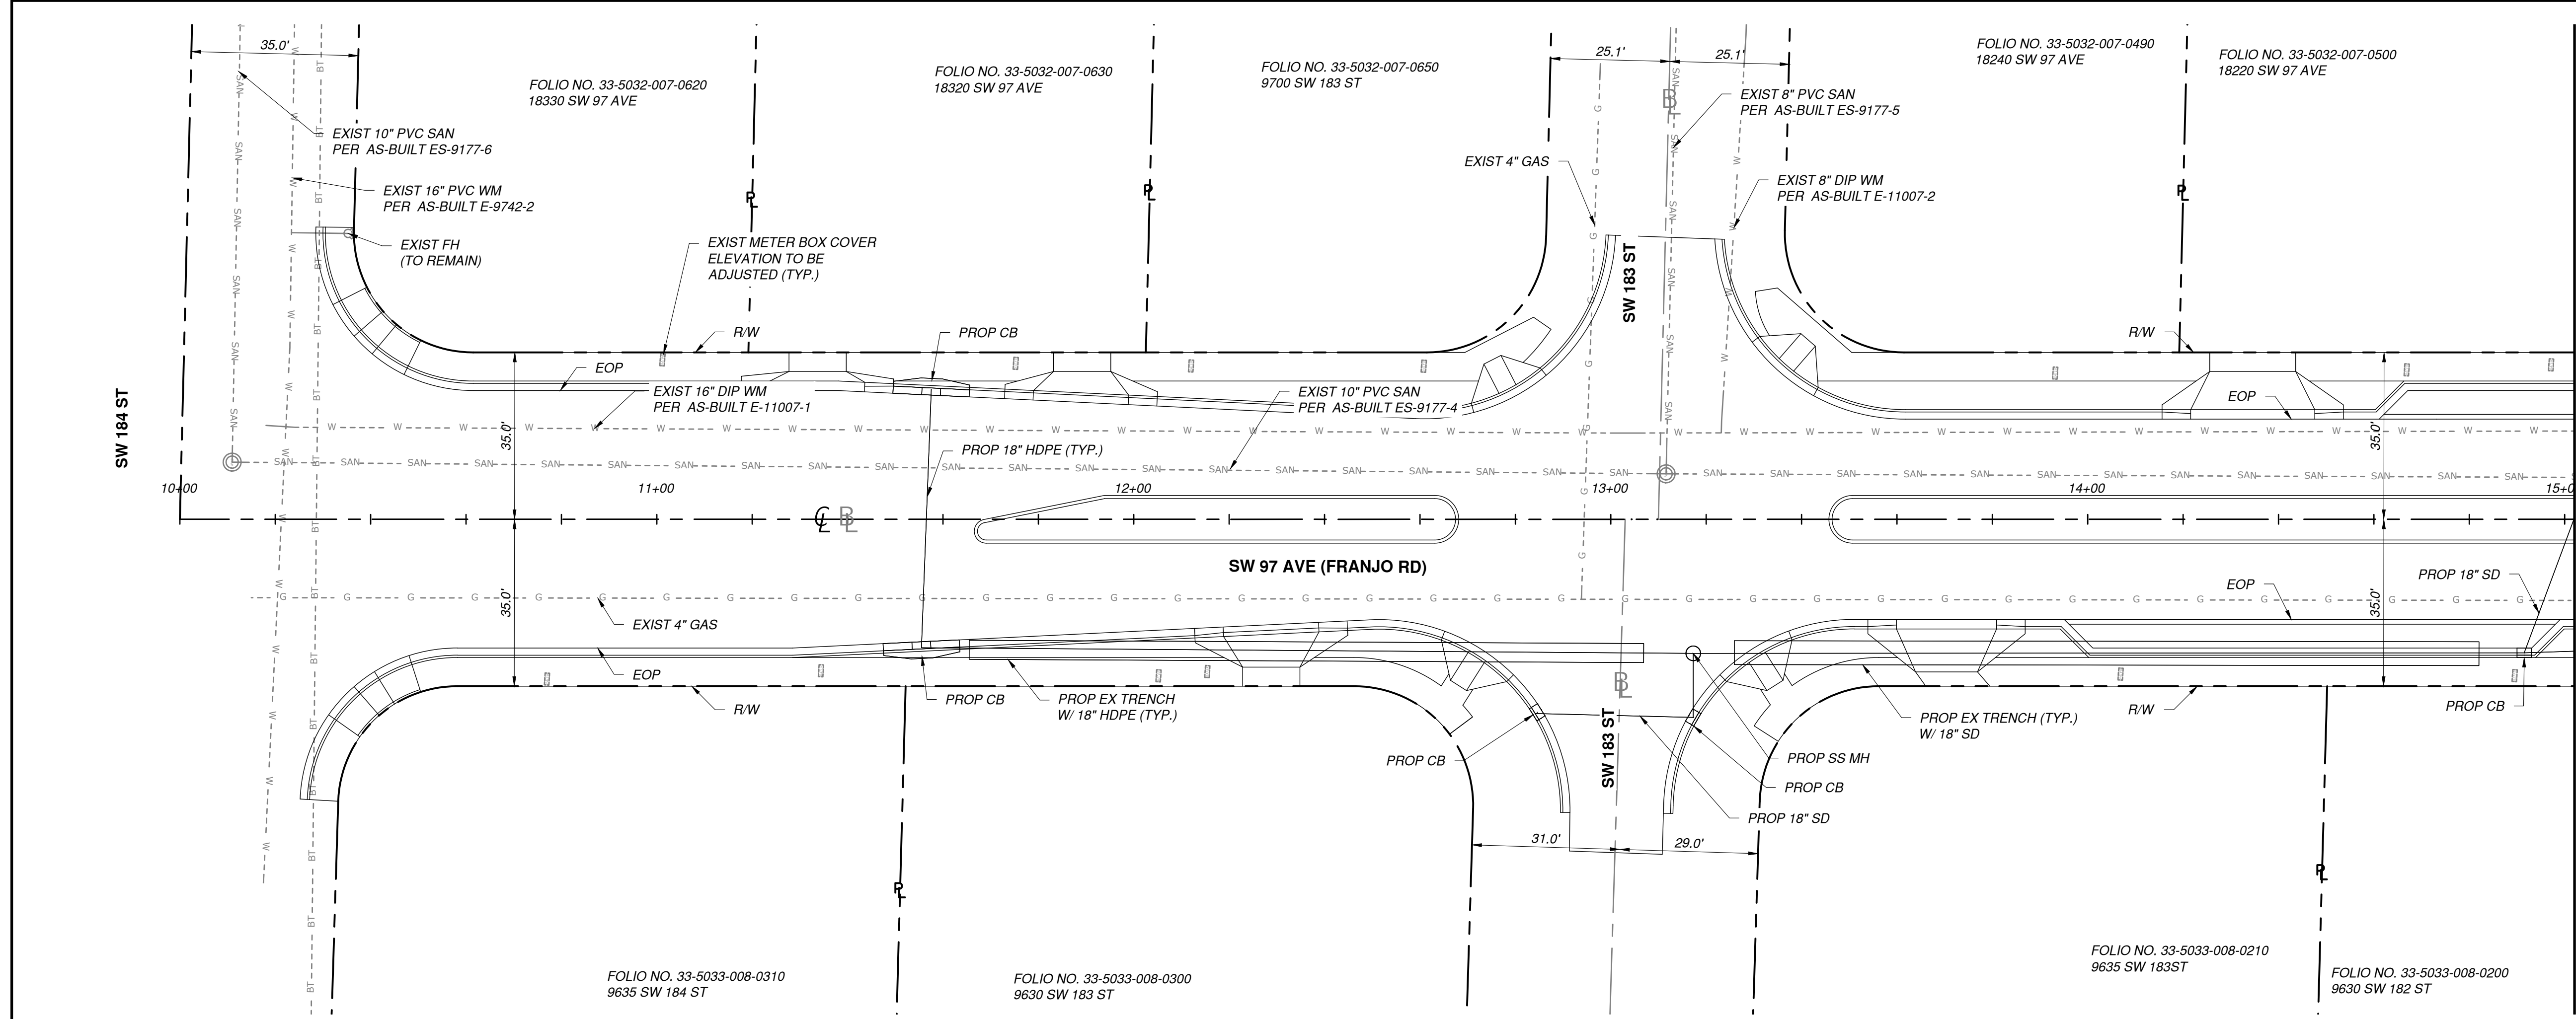 35.0'
FOLIO NO. 33-5032-007-0620
18330 SW 97 AVE
FOLIO NO. 33-5032-007-0630
18320 SW 97 AVE
FOLIO NO. 33-5032-007-0650
9700 SW 183 ST
25.1'
25.1'
FOLIO NO. 33-5032-007-0490
18240 SW 97 AVE
FOLIO NO. 33-5032-007-0500
18220 SW 97 AVE
EXIST 10" PVC SAN
PER AS-BUILT ES-9177-6
EXIST 16" PVC WM
PER AS-BUILT E-9742-2
EXIST FH
(TO REMAIN)
EXIST METER BOX COVER
ELEVATION TO BE
ADJUSTED (TYP.)
PL
PL
EXIST 4" GAS
BL
EXIST 8" PVC SAN
PER AS-BUILT ES-9177-5
EXIST 8" DIP WM
PER AS-BUILT E-11007-2
PL
SW 183 ST
R/W
PROP CB
R/W
EOP
EXIST 16" DIP WM
PER AS-BUILT E-11007-1
EXIST 10" PVC SAN
PER AS-BUILT ES-9177-4
EOP
SW 184 ST
35.0'
PROP 18" HDPE (TYP.)
35.0'
10+00
11+00
12+00
13+00
14+00
15+0
CL BL
SW 97 AVE (FRANJO RD)
35.0'
EXIST 4" GAS
EOP
R/W
PROP CB
PROP EX TRENCH
W/ 18" HDPE (TYP.)
EOP
PROP 18" SD
35.0'
BL
SW 183 ST
PROP CB
PROP EX TRENCH (TYP.)
W/ 18" SD
R/W
PROP CB
PROP SS MH
PROP CB
PROP 18" SD
31.0'
29.0'
PL
PL
FOLIO NO. 33-5033-008-0310
9635 SW 184 ST
FOLIO NO. 33-5033-008-0300
9630 SW 183 ST
FOLIO NO. 33-5033-008-0210
9635 SW 183ST
FOLIO NO. 33-5033-008-0200
9630 SW 182 ST